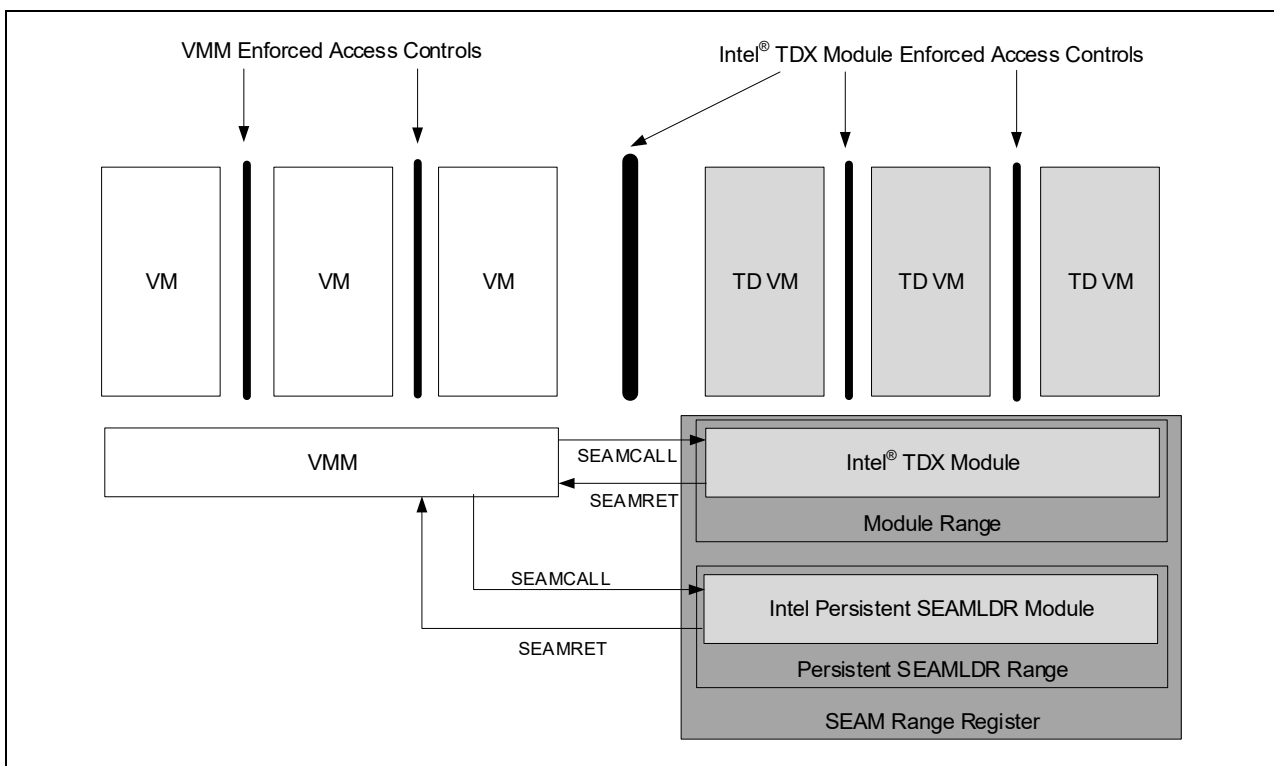 VMM Enforced Access Controls
Intel® TDX Module Enforced Access Controls
VM
VM
VM
TD VM
TD VM
TD VM
VMM
SEAMCALL
SEAMRET
Intel® TDX Module
Module Range
SEAMCALL
SEAMRET
Intel Persistent SEAMLDR Module
Persistent SEAMLDR Range
SEAM Range Register